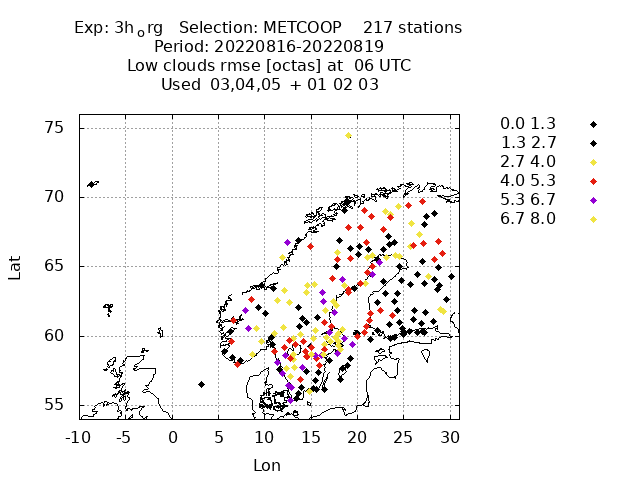 Exp: 3h_o rg   Selection: METCOOP    217 stations
Period: 20220816-20220819
Low clouds rmse [octas] at  06 UTC
Used  03,04,05  + 01 02 03
0.0 1.3
1.3 2.7
2.7 4.0
4.0 5.3
5.3 6.7
6.7 8.0
75
70
65
60
55
Lat
-10 -5 0 5 10 15 20 25 30
Lon